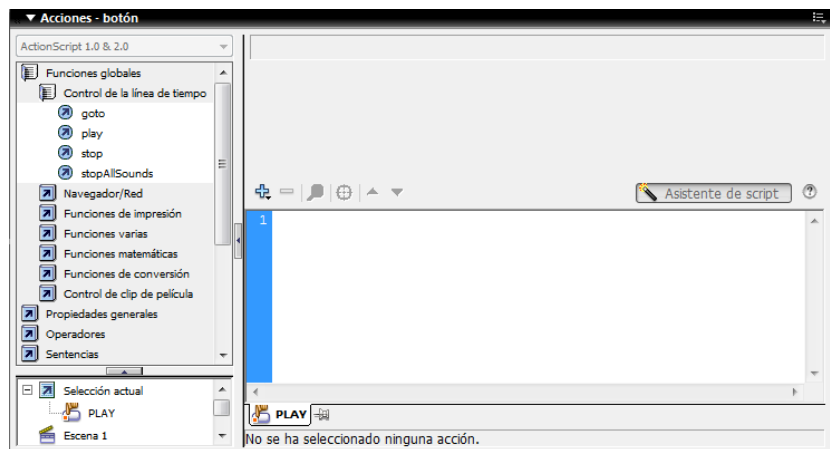 Acciones - botón
ActionScript 1.0 & 2.0
Funciones globales
Control de la línea de tiempo
goto
play
stop
stopAllSounds
Navegador/Red
Funciones de impresión
Funciones varias
Funciones matemáticas
Funciones de conversión
Control de clip de película
Propiedades generales
Operadores
Sentencias
Selección actual
PLAY
Escena 1
Asistente de script
1
PLAY
No se ha seleccionado ninguna acción.